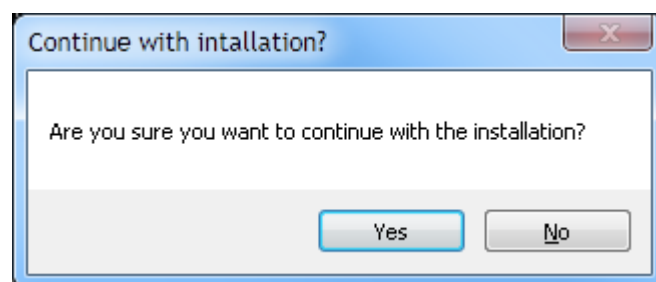 Continue with intallation?
Are you sure you want to continue with the installation?
Yes No